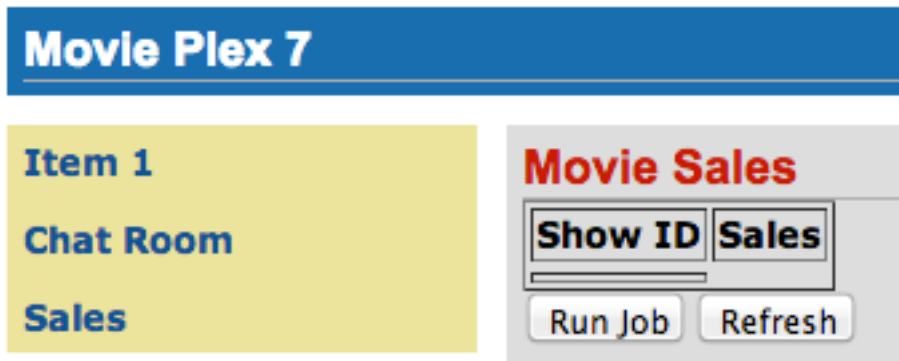 Movie Plex 7
Item 1
Chat Room
Sales
Movie Sales
Show ID Sales
Run Job Refresh